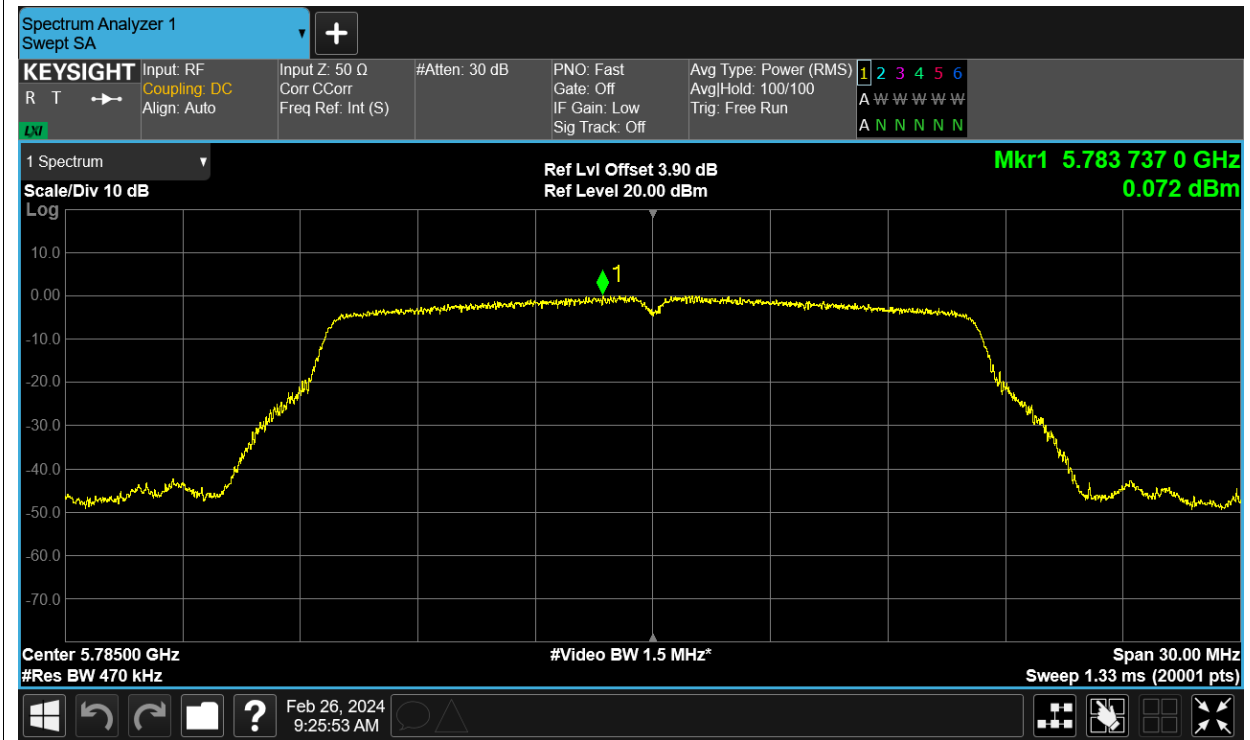 Spectrum Analyzer 1
Swept SA
KEYSIGHT
R T
LXI
Input: RF
Coupling: DC
Align: Auto
Input Z: 50 Ω
Corr CCorr
Freq Ref: Int (S)
#Atten: 30 dB
PNO: Fast
Gate: Off
IF Gain: Low
Sig Track: Off
Avg Type: Power (RMS)
Avg|Hold: 100/100
Trig: Free Run
1 2 3 4 5 6
A W W W W W
A N N N N N
1 Spectrum
Scale/Div 10 dB
Log
Ref Lvl Offset 3.90 dB
Ref Level 20.00 dBm
Mkr1 5.783 737 0 GHz
0.072 dBm
10.0
0.00
-10.0
-20.0
-30.0
-40.0
-50.0
-60.0
-70.0
1
Center 5.78500 GHz
#Res BW 470 kHz
#Video BW 1.5 MHz*
Span 30.00 MHz
Sweep 1.33 ms (20001 pts)
?
Feb 26, 2024
9:25:53 AM